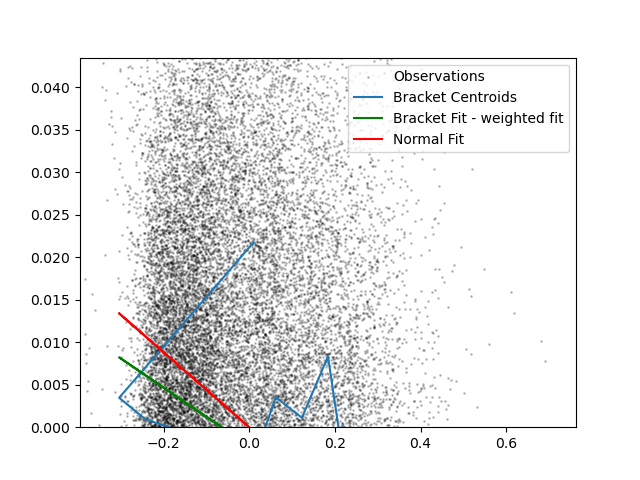 Observations
Bracket Centroids
Bracket Fit - weighted fit
Normal Fit
0.040
0.035
0.030
0.025
0.020
0.015
0.010
0.005
0.000
−0.2 0.0 0.2 0.4 0.6